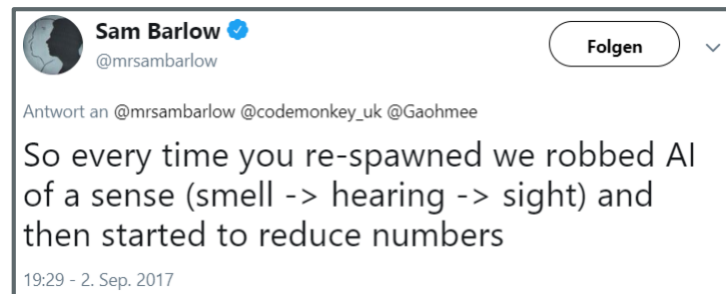 Sam Barlow
@mrsambarlow
Folgen
Antwort an @mrsambarlow @codemonkey_uk @Gaohmee
So every time you re-spawned we robbed AI
of a sense (smell -> hearing -> sight) and
then started to reduce numbers
19:29 - 2. Sep. 2017